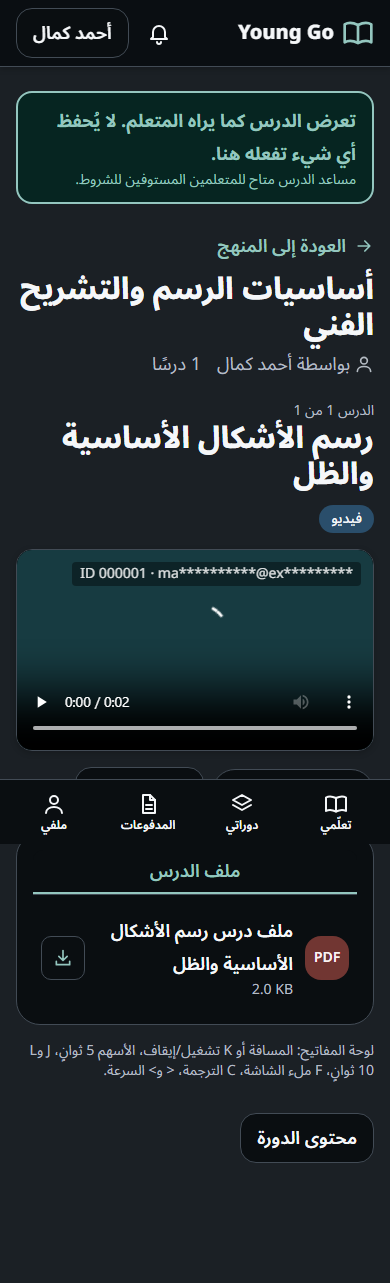 Young Go
أحمد كمال
تعرض الدرس كما يراه المتعلم. لا يُحفظ
أي شيء تفعله هنا.
مساعد الدرس متاح للمتعلمين المستوفين للشروط.
العودة إلى المنهج
أساسيات الرسم والتشريح
الفني
بواسطة أحمد كمال
1 درسًا
الدرس 1 من 1
رسم الأشكال الأساسية
والظل
فيديو
ID 000001 · ma**********@ex*********
0:00 / 0:02
تعلّمي
دوراتي
المدفوعات
ملفي
ملف الدرس
PDF
ملف درس رسم الأشكال
الأساسية والظل
2.0 KB
لوحة المفاتيح: المسافة أو K تشغيل/إيقاف، الأسهم 5 ثوانٍ، J وL
10 ثوانٍ، F ملء الشاشة، C الترجمة، < و> السرعة.
محتوى الدورة